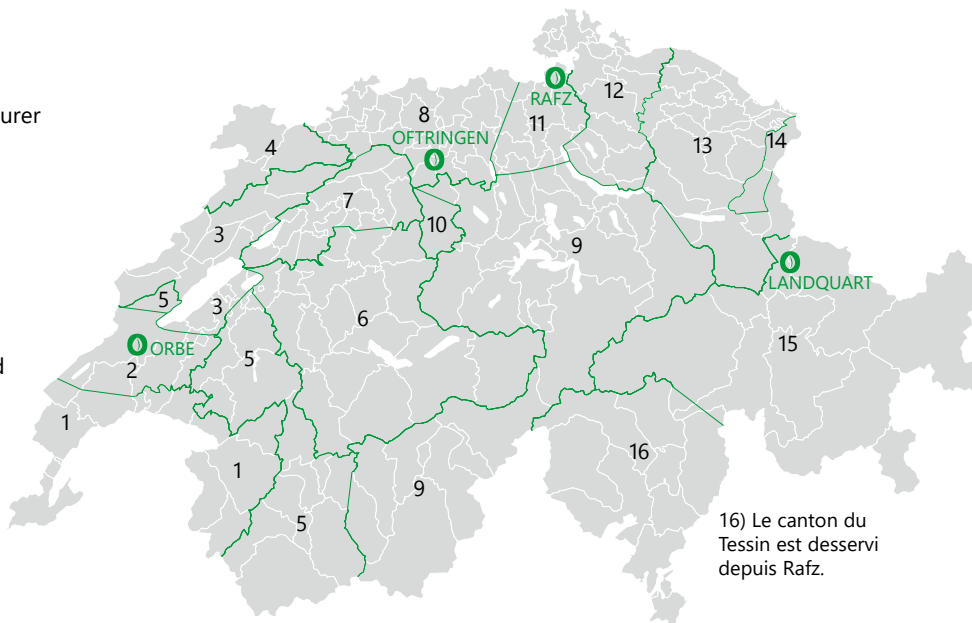 urer
d
RAFZ
12
8
11
OFTRINGEN
4
13
14
7
10
3
9
LANDQUART
5
3
6
ORBE
15
5
2
1
16
1
9
5
16) Le canton du
Tessin est desservi
depuis Rafz.